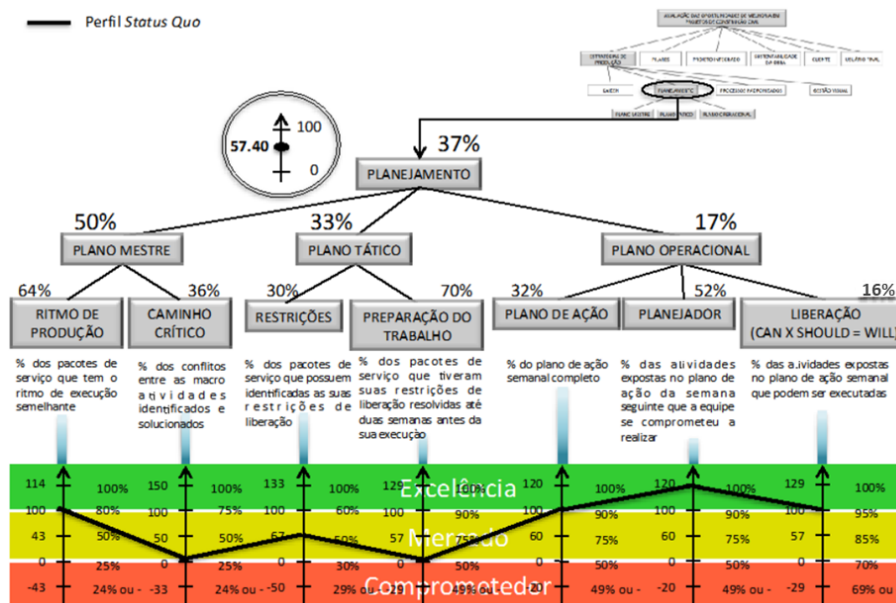 Perfil Status Quo
PLANEJAMENTO
100
57.40
0
37%
PLANEJAMENTO
50%
33%
17%
PLANO MESTRE
PLANO TÁTICO
PLANO OPERACIONAL
64%
36%
30%
70%
32%
52%
16%
RITMO DE
PRODUÇÃO
CAMINHO
CRÍTICO
RESTRIÇÕES
PREPARAÇÃO DO
TRABALHO
PLANO DE AÇÃO
PLANEJADOR
LIBERAÇÃO
(CAN X SHOULD = WILL)
% dos pacotes de
serviço que tem o
ritmo de execução
semelhante
% dos conflitos
entre as macro
atividades
identificados e
solucionados
% dos pacotes de
serviço que possuem
identificadas as suas
restrições de
liberação
% dos pacotes de
serviço que tiveram suas
restrições de liberação
resolvidas até
duas semanas antes da
sua execução
% do plano de ação
semanal completo
% das atividades
expostas no plano de
ação da semana
seguinte que a equipe
se comprometeu a
realizar
% das atividades expostas
no plano de ação semanal
que podem ser executadas
Excelência
Mercado
Comprometedor
114 100% 150 100% 133 100% 129 100% 120 100% 120 100% 129 100%
100 80% 100 75% 100 60% 100 90% 100 90% 100 90% 100 95%
43 50% 50 50% 67 50% 57 75% 60 75% 60 75% 57 85%
0 25% 0 25% 0 30% 0 50% 0 50% 0 50% 0 70%
-43 24% ou - -33 24% ou - -50 29% ou - -29 49% ou - -20 49% ou - -20 49% ou - -29 69% ou -